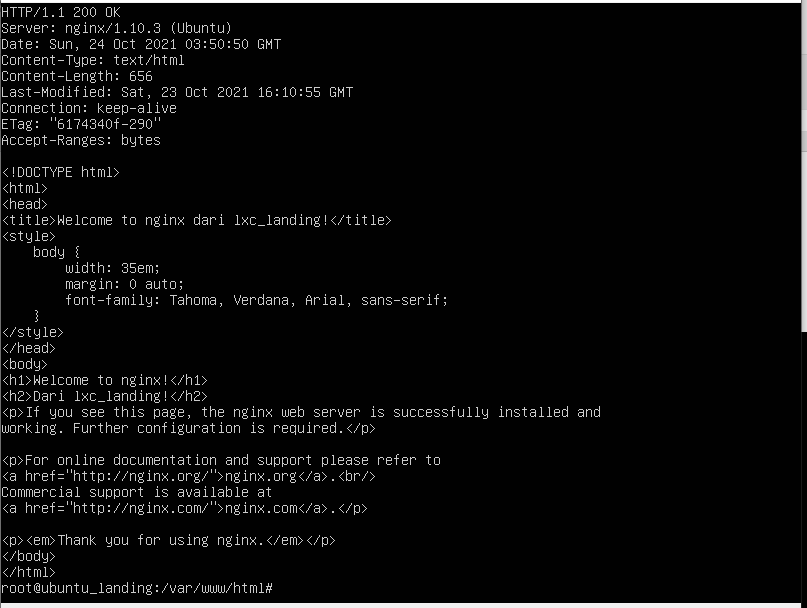 HTTP/1.1 200 OK
Server: nginx/1.10.3 (Ubuntu)
Date: Sun, 24 Oct 2021 03:50:50 GMT
Content-Type: text/html
Content-Length: 656
Last-Modified: Sat, 23 Oct 2021 16:10:55 GMT
Connection: keep-alive
ETag: "6174340f-290"
Accept-Ranges: bytes

<!DOCTYPE html>
<html>
<head>
<title>Welcome to nginx dari lxc_landing!</title>
<style>
    body {
        width: 35em;
        margin: 0 auto;
        font-family: Tahoma, Verdana, Arial, sans-serif;
    }
</style>
</head>
<body>
<h1>Welcome to nginx!</h1>
<h2>Dari lxc_landing!</h2>
<p>If you see this page, the nginx web server is successfully installed and
working. Further configuration is required.</p>

<p>For online documentation and support please refer to
<a href="http://nginx.org/">nginx.org</a>.<br/>
Commercial support is available at
<a href="http://nginx.com/">nginx.com</a>.</p>

<p><em>Thank you for using nginx.</em></p>
</body>
</html>
root@ubuntu_landing:/var/www/html#